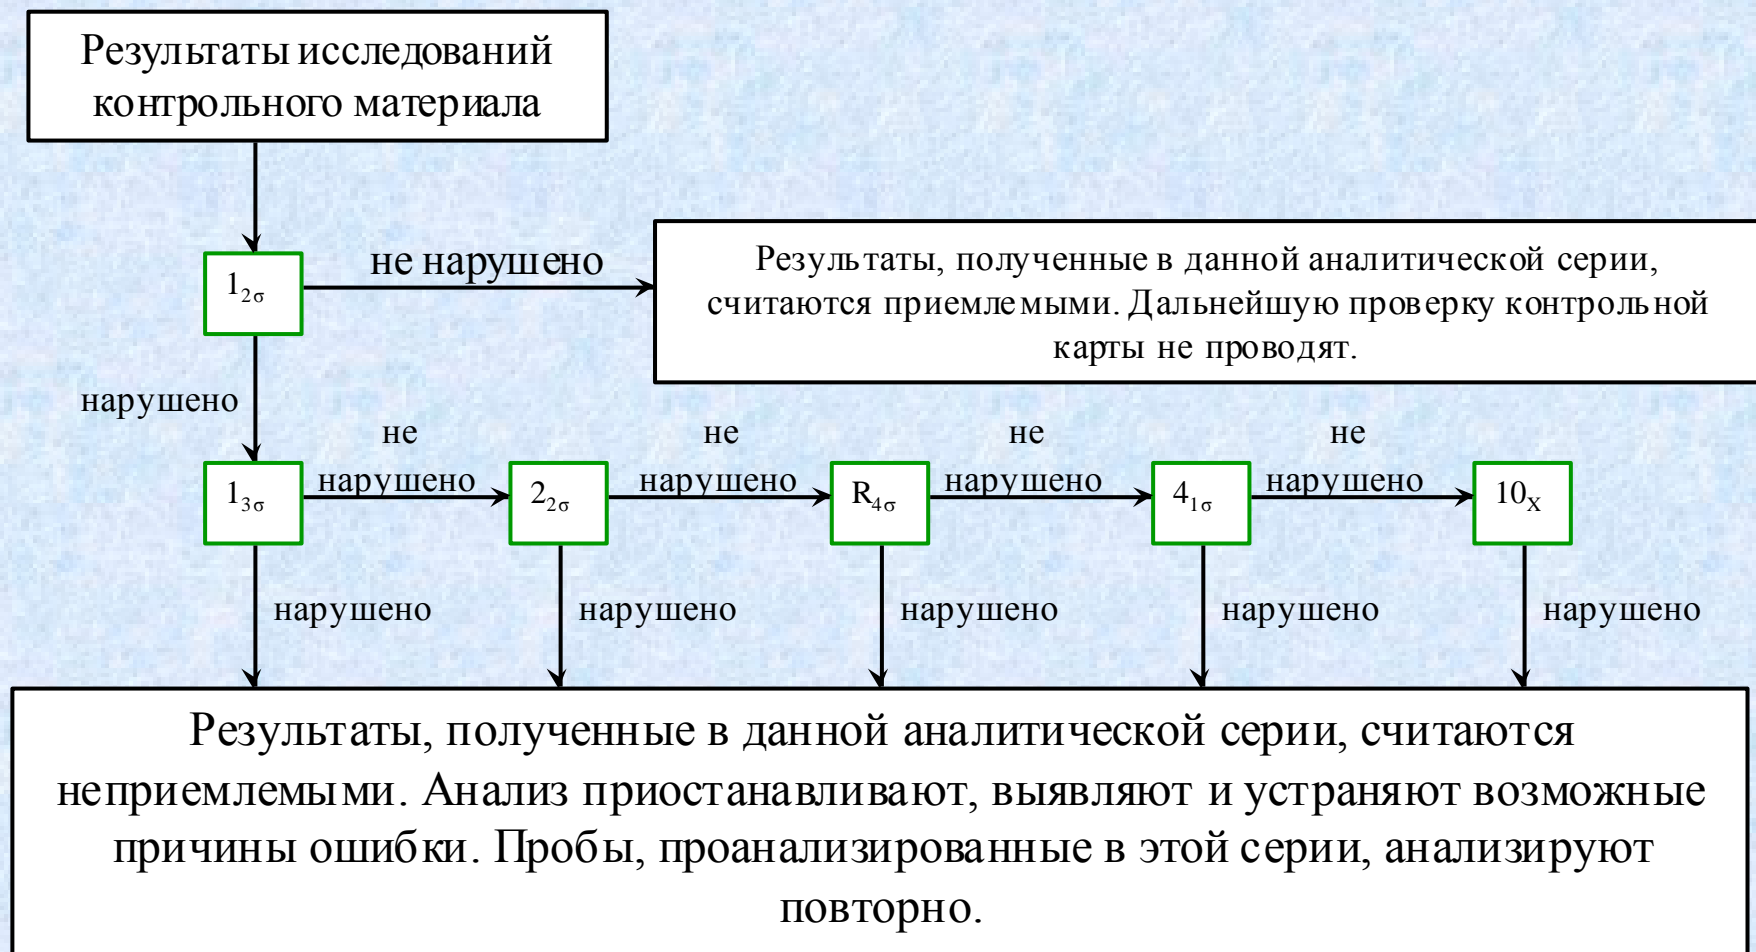 Результаты исследований
контрольного материала
1₂σ
не нарушено
Результаты, полученные в данной аналитической серии,
считаются приемлемыми. Дальнейшую проверку контрольной
карты не проводят.
нарушено
не
нарушено
не
нарушено
не
нарушено
не
нарушено
1₃σ
2₂σ
R₄σ
4₁σ
10X
нарушено
нарушено
нарушено
нарушено
нарушено
Результаты, полученные в данной аналитической серии, считаются
неприемлемыми. Анализ приостанавливают, выявляют и устраняют возможные
причины ошибки. Пробы, проанализированные в этой серии, анализируют
повторно.